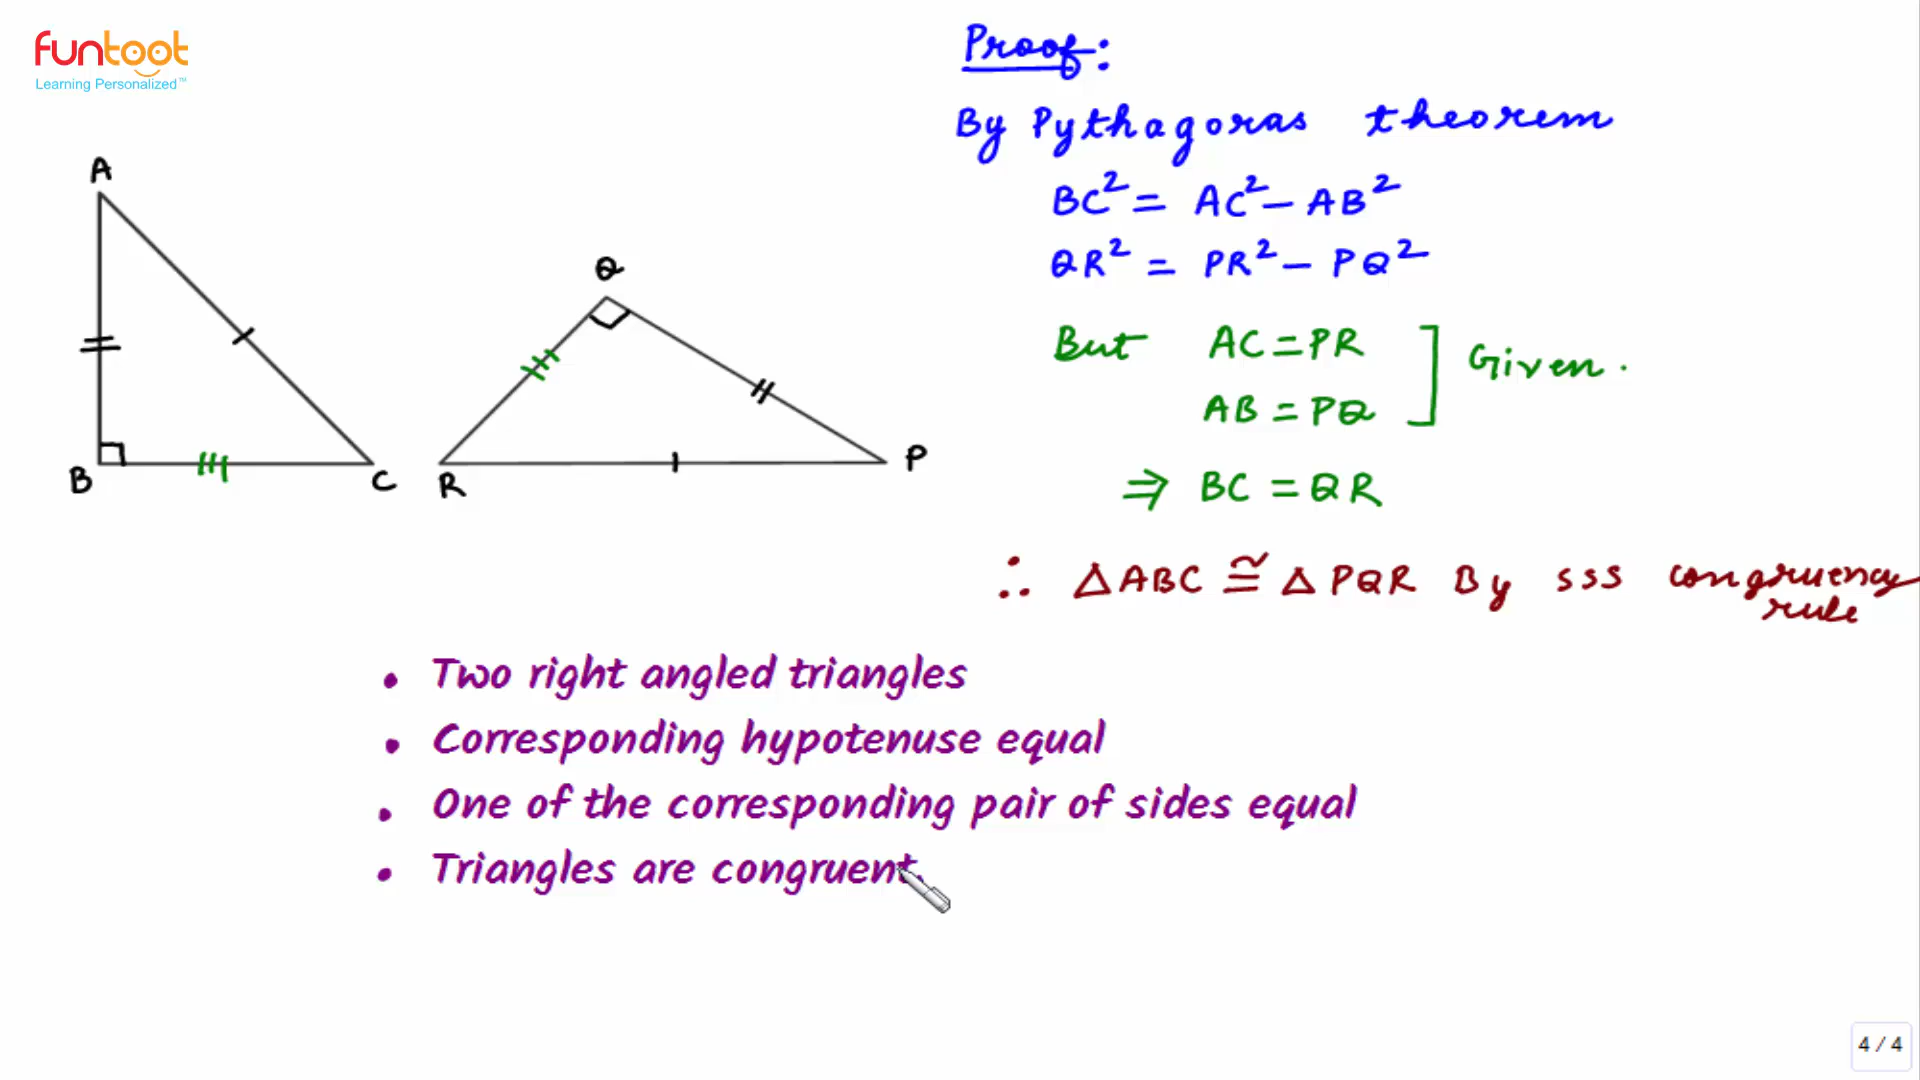 funtoot
Learning Personalized™
Proof:
By Pythagoras theorem
BC² = AC² – AB²
QR² = PR² – PQ²
But AC = PR
AB = PQ ] Given.
⇒ BC = QR
∴ △ABC ≅ △PQR By SSS congruency
rule
A
B
C
Q
R
P
• Two right angled triangles
• Corresponding hypotenuse equal
• One of the corresponding pair of sides equal
• Triangles are congruent.
4 / 4